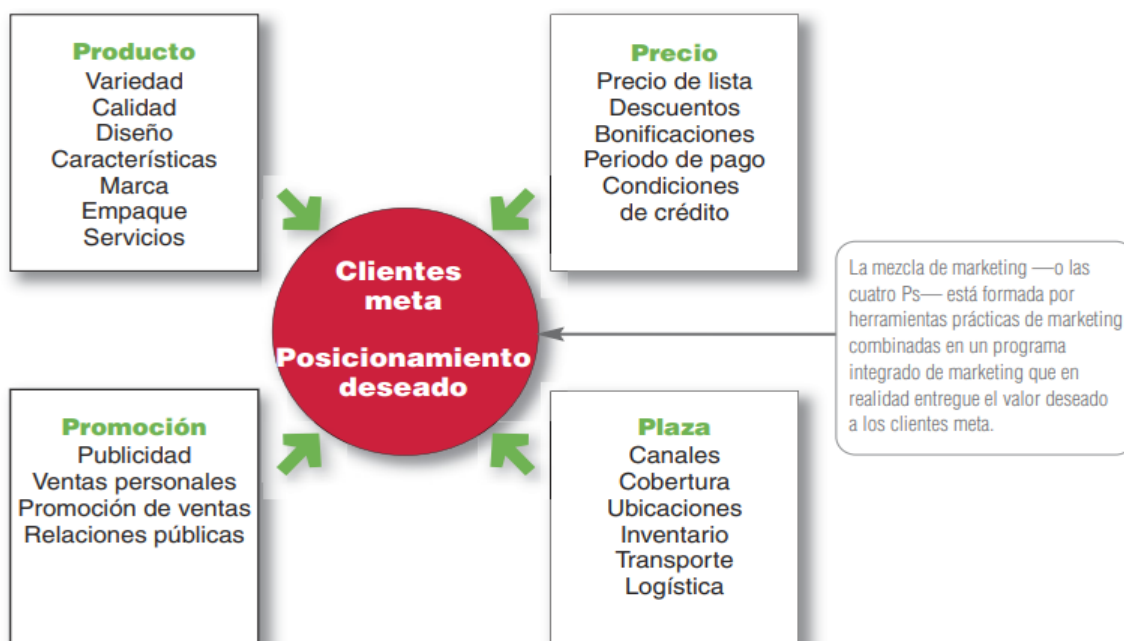 Producto
Variedad
Calidad
Diseño
Características
Marca
Empaque
Servicios
Precio
Precio de lista
Descuentos
Bonificaciones
Periodo de pago
Condiciones
de crédito
Clientes
meta
Posicionamiento
deseado
La mezcla de marketing —o las
cuatro Ps— está formada por
herramientas prácticas de marketing
combinadas en un programa
integrado de marketing que en
realidad entregue el valor deseado
a los clientes meta.
Promoción
Publicidad
Ventas personales
Promoción de ventas
Relaciones públicas
Plaza
Canales
Cobertura
Ubicaciones
Inventario
Transporte
Logística